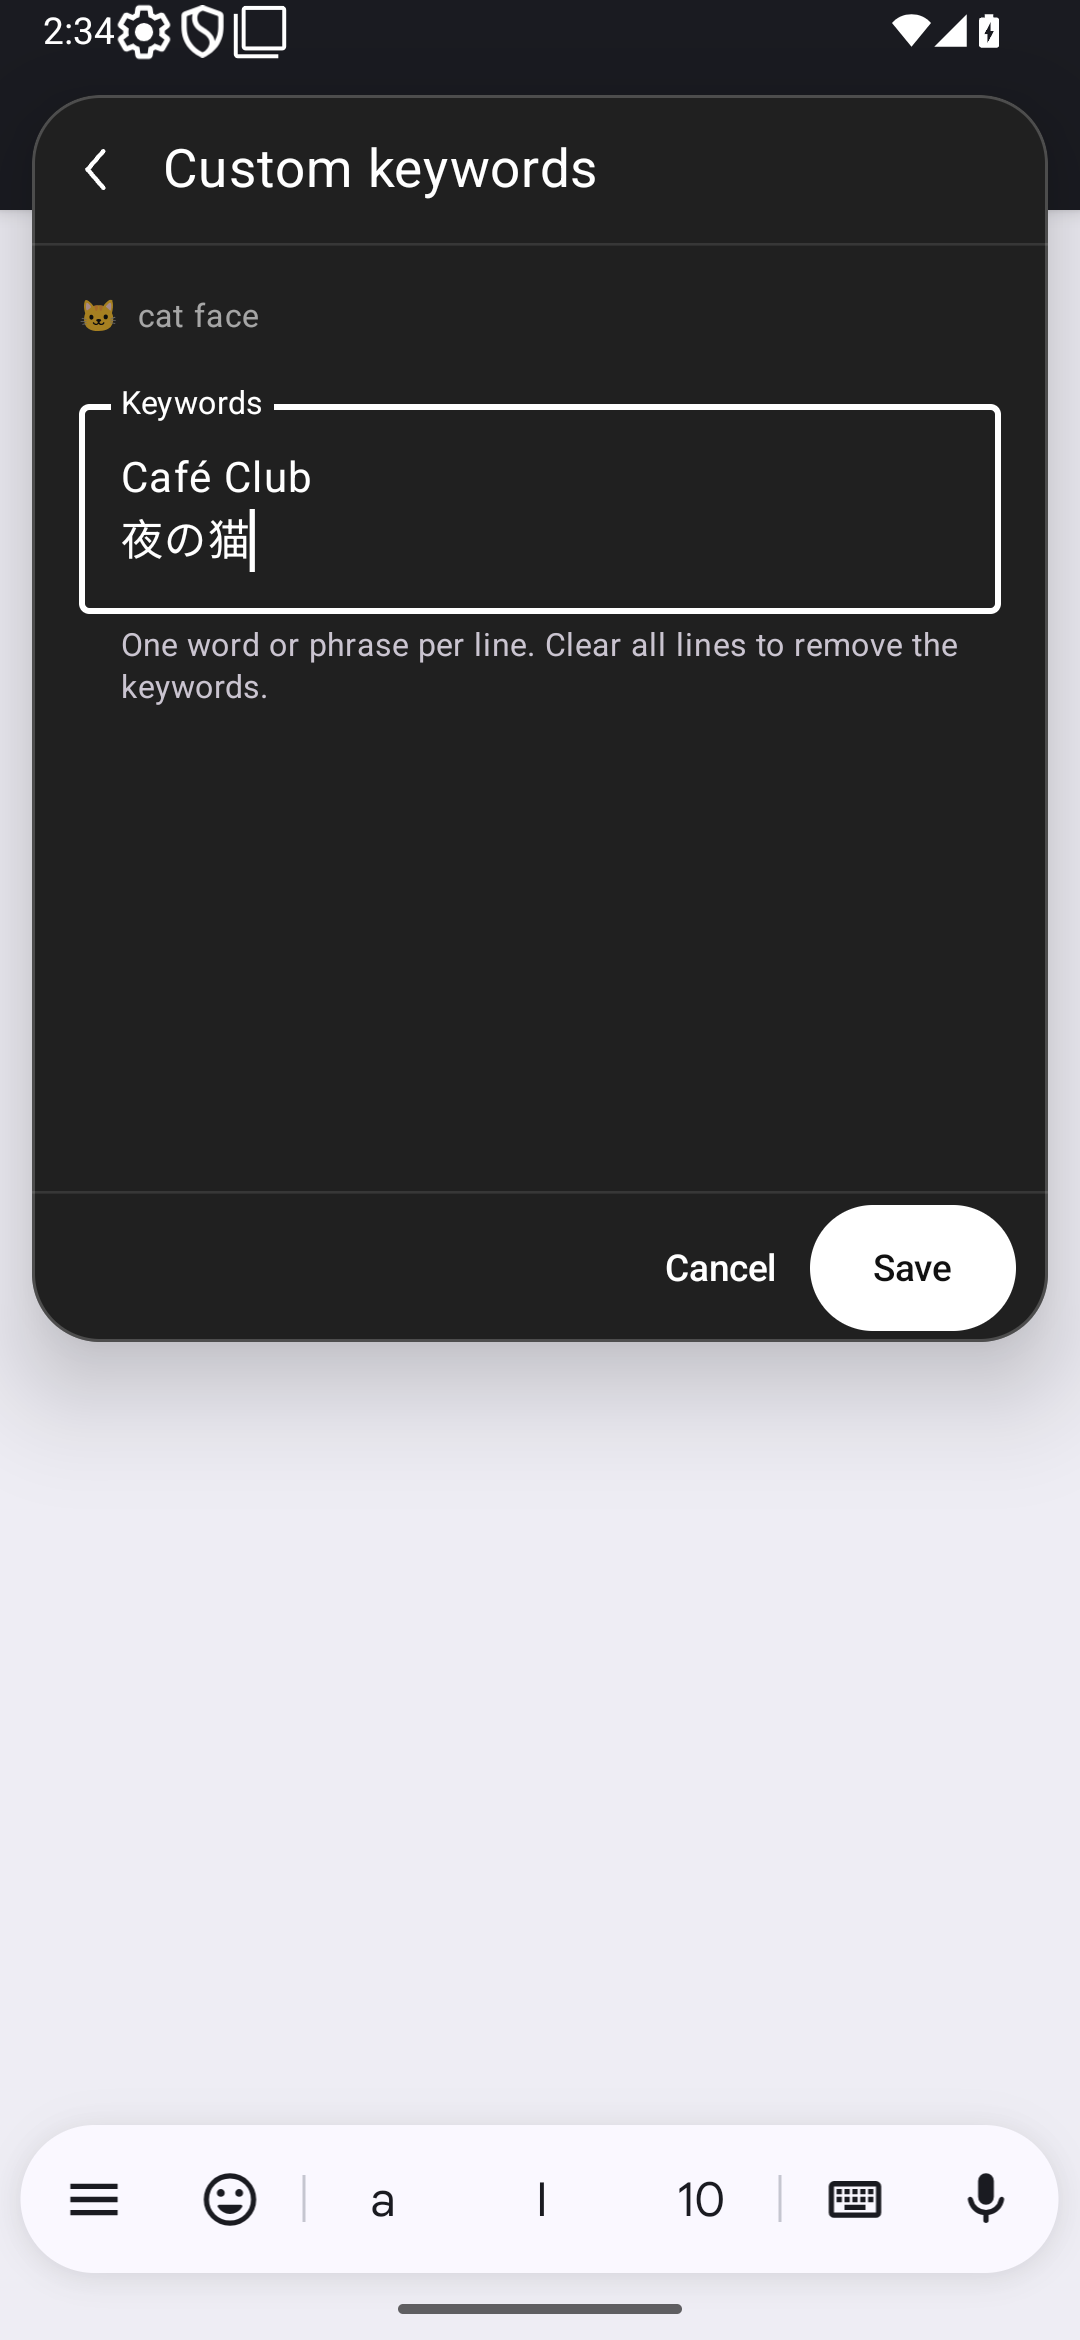 2:34
Custom keywords
cat face
Keywords
Café Club
夜の猫
One word or phrase per line. Clear all lines to remove the
keywords.
Cancel
Save
a
I
10